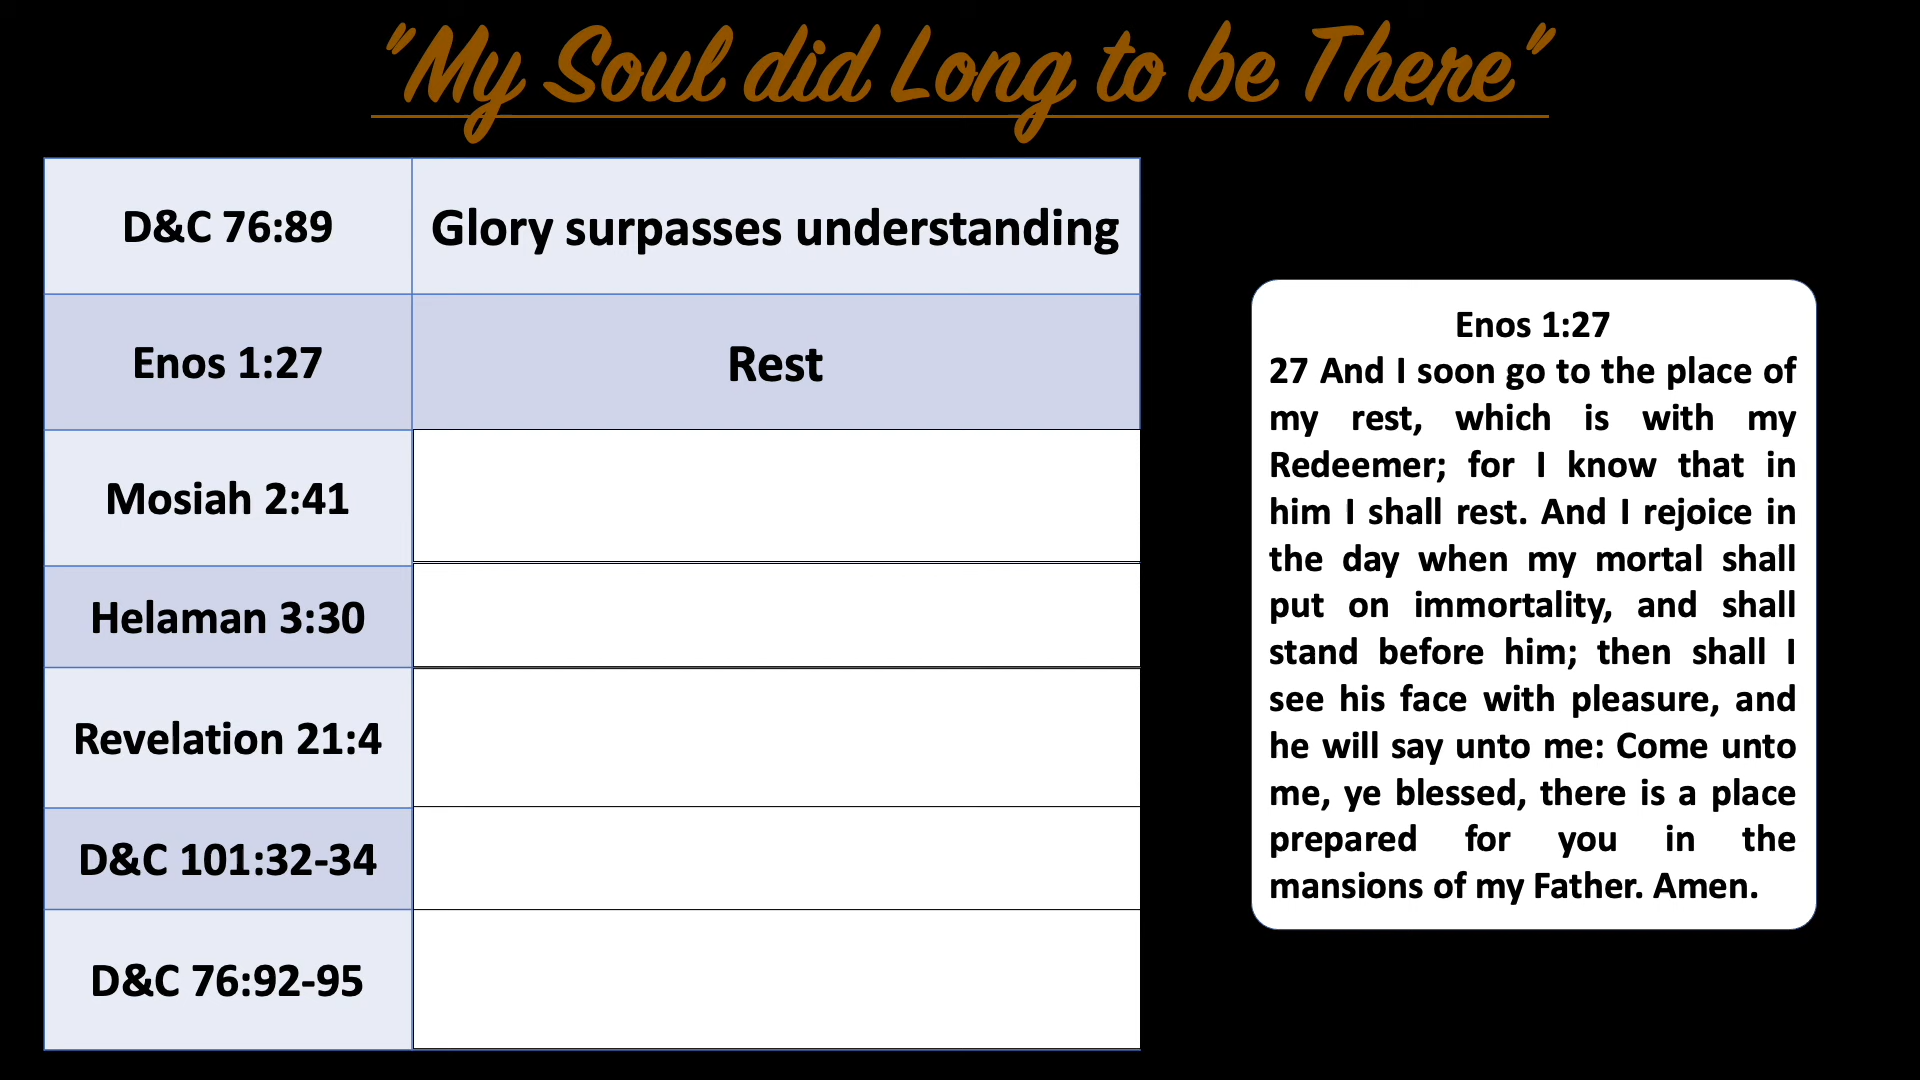 "My Soul did Long to be There"
D&C 76:89
Glory surpasses understanding
Enos 1:27
Rest
Mosiah 2:41
Helaman 3:30
Revelation 21:4
D&C 101:32-34
D&C 76:92-95
Enos 1:27
27 And I soon go to the place of
my rest, which is with my
Redeemer; for I know that in
him I shall rest. And I rejoice in
the day when my mortal shall
put on immortality, and shall
stand before him; then shall I
see his face with pleasure, and
he will say unto me: Come unto
me, ye blessed, there is a place
prepared for you in the
mansions of my Father. Amen.